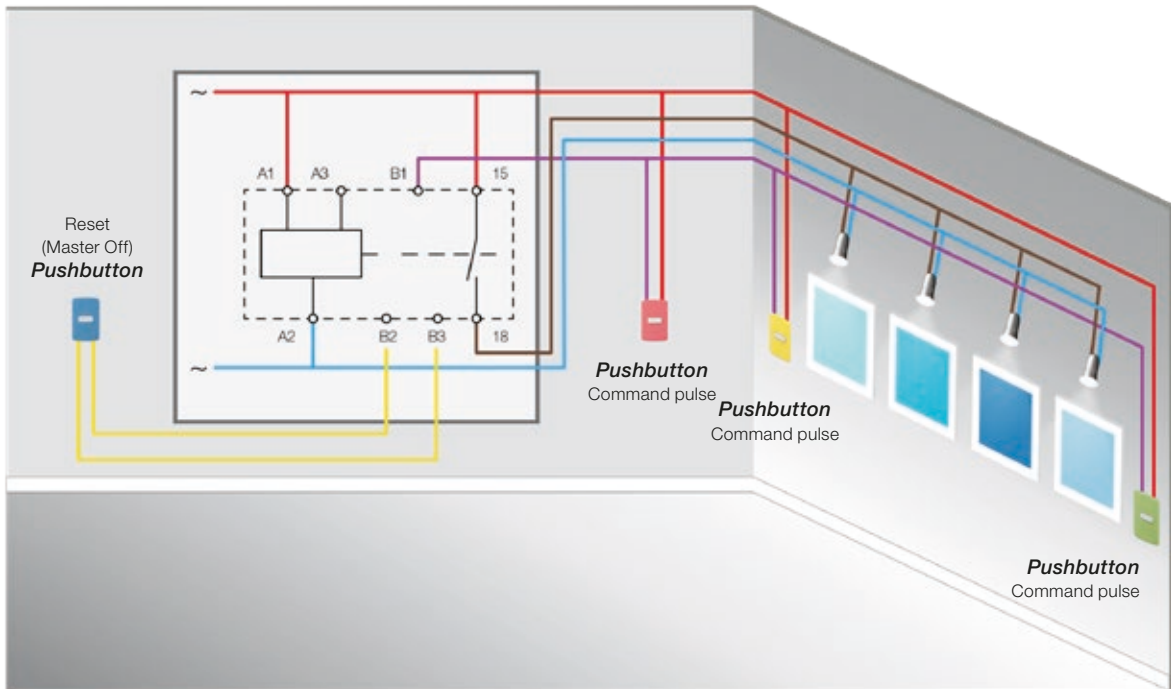 ~
A1
A3
B1
15
Reset
(Master Off)
Pushbutton
A2
B2
B3
18
~
Pushbutton
Command pulse
Pushbutton
Command pulse
Pushbutton
Command pulse